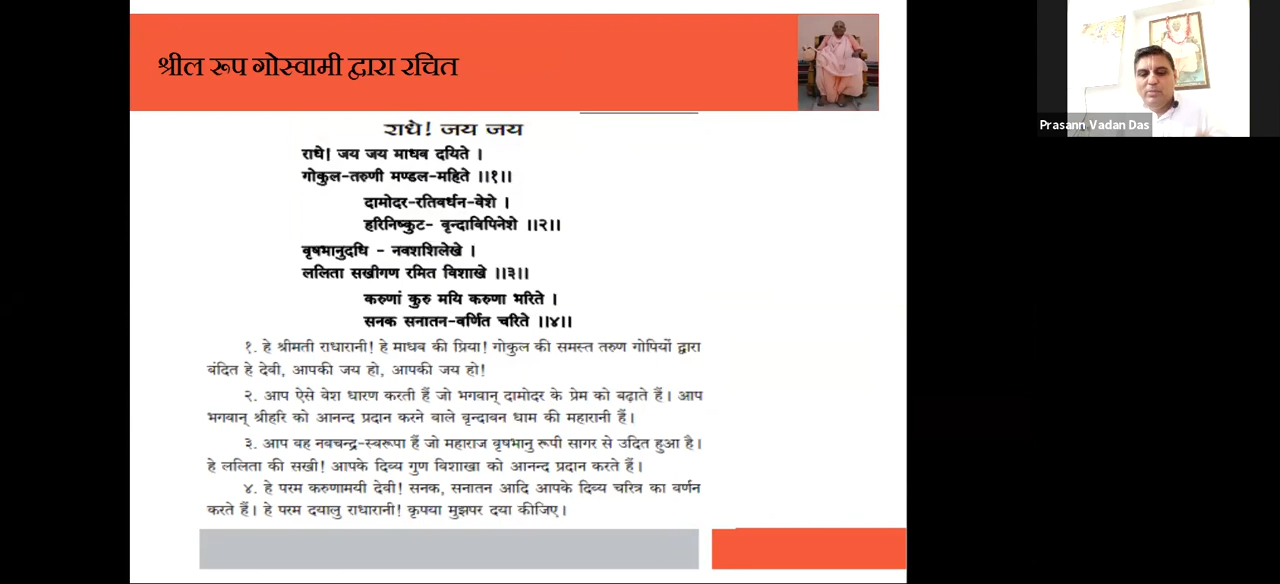 श्रील रूप गोस्वामी द्वारा रचित
Prasann Vadan Das
राधे! जय जय
राधे! जय जय माधव दयिते ।
गोकुल-तरुणी मण्डल-महिते ।।१।।
दामोदर-रतिवर्धन-वेशे ।
हरिनिष्कुट- वृन्दाविपिनेशे ।।२।।
वृषभानुदधि - नवशशिलेखे ।
ललिता सखीगण रमित विशाखे ।।३।।
करुणां कुरु मयि करुणा भरिते ।
सनक सनातन-वर्णित चरिते ।।४।।
१. हे श्रीमती राधारानी! हे माधव की प्रिया! गोकुल की समस्त तरुण गोपियों द्वारा
वंदित हे देवी, आपकी जय हो, आपकी जय हो!
२. आप ऐसे वेश धारण करती हैं जो भगवान् दामोदर के प्रेम को बढ़ाते हैं। आप
भगवान् श्रीहरि को आनन्द प्रदान करने वाले वृन्दावन धाम की महारानी हैं।
३. आप वह नवचन्द्र-स्वरूपा हैं जो महाराज वृषभानु रूपी सागर से उदित हुआ है।
हे ललिता की सखी! आपके दिव्य गुण विशाखा को आनन्द प्रदान करते हैं।
४. हे परम करुणामयी देवी! सनक, सनातन आदि आपके दिव्य चरित्र का वर्णन
करते हैं। हे परम दयालु राधारानी! कृपया मुझपर दया कीजिए।